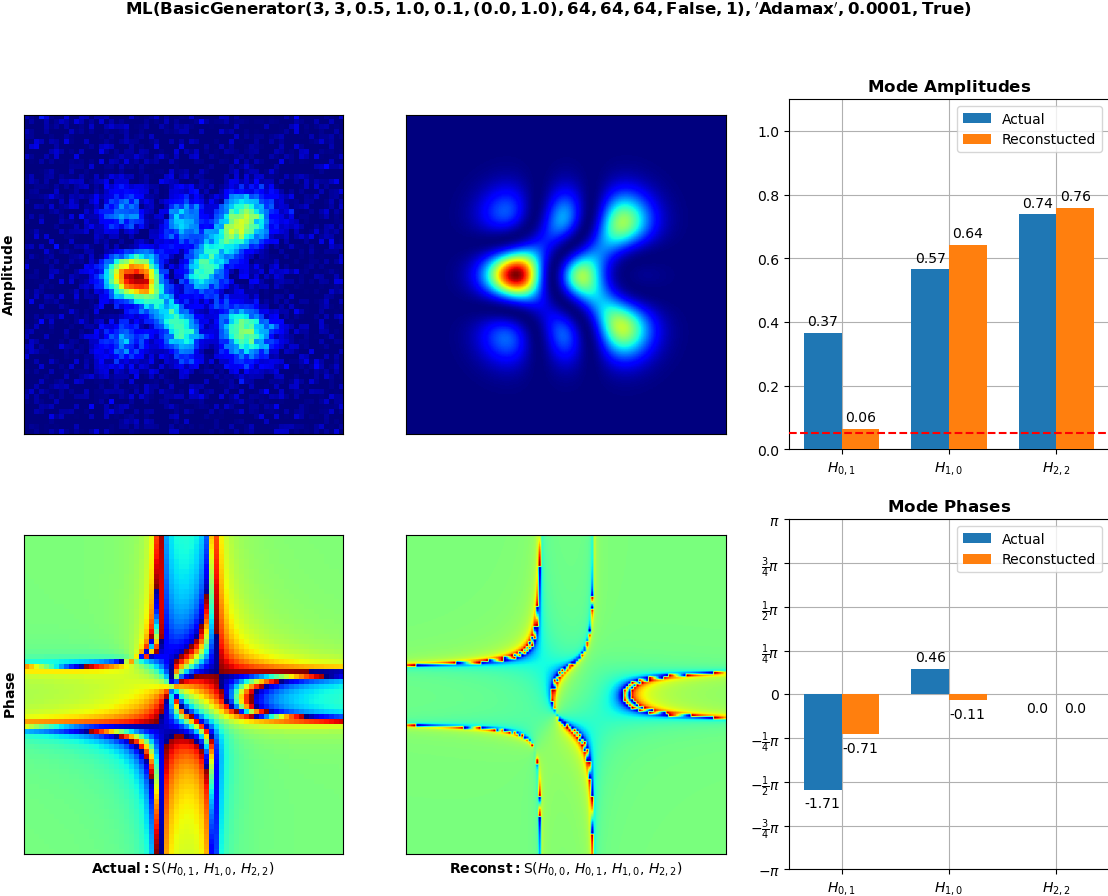 ML(BasicGenerator(3, 3, 0.5, 1.0, 0.1, (0.0, 1.0), 64, 64, 64, False, 1), ′Adamax′, 0.0001, True)
Mode Amplitudes
Amplitude
Actual
Reconstucted
1.0
0.8
0.6
0.4
0.2
0.0
0.37
0.06
0.57
0.64
0.74
0.76
H0,1
H1,0
H2,2
Mode Phases
Phase
Actual
Reconstucted
π
3/4π
1/2π
1/4π
0
−1/4π
−1/2π
−3/4π
−π
-1.71
-0.71
0.46
-0.11
0.0
0.0
H0,1
H1,0
H2,2
Actual: S(H0,1, H1,0, H2,2)
Reconst: S(H0,0, H0,1, H1,0, H2,2)